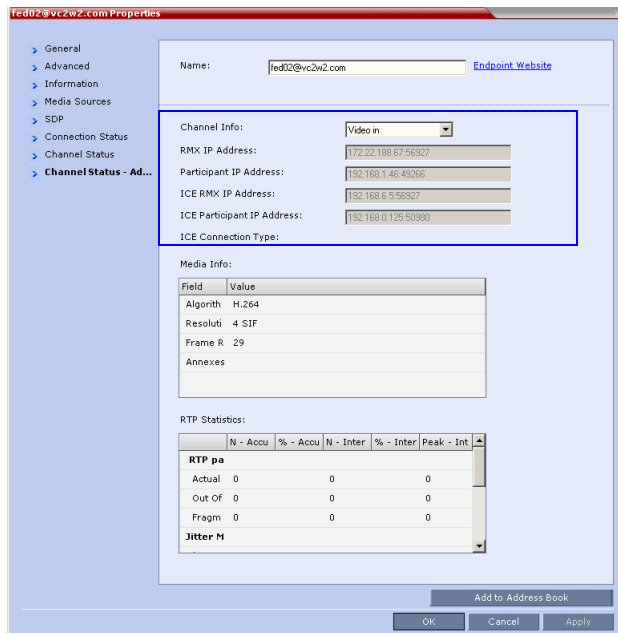 fed02@vc2w2.com Properties
General
Advanced
Information
Media Sources
SDP
Connection Status
Channel Status
Channel Status - Ad...
Name: fed02@vc2w2.com Endpoint Website
Channel Info: Video in
RMX IP Address: 172.22.188.67:56927
Participant IP Address: 192.168.1.46:49266
ICE RMX IP Address: 192.168.6.5:56927
ICE Participant IP Address: 192.168.0.125:50980
ICE Connection Type:
Media Info:
Field Value
Algorith H.264
Resoluti 4 SIF
Frame R 29
Annexes
RTP Statistics:
N - Accu % - Accu N - Inter % - Inter Peak - Int
RTP pa
Actual 0 0 0
Out Of 0 0 0
Fragm 0 0 0
Jitter M
Add to Address Book
OK Cancel Apply